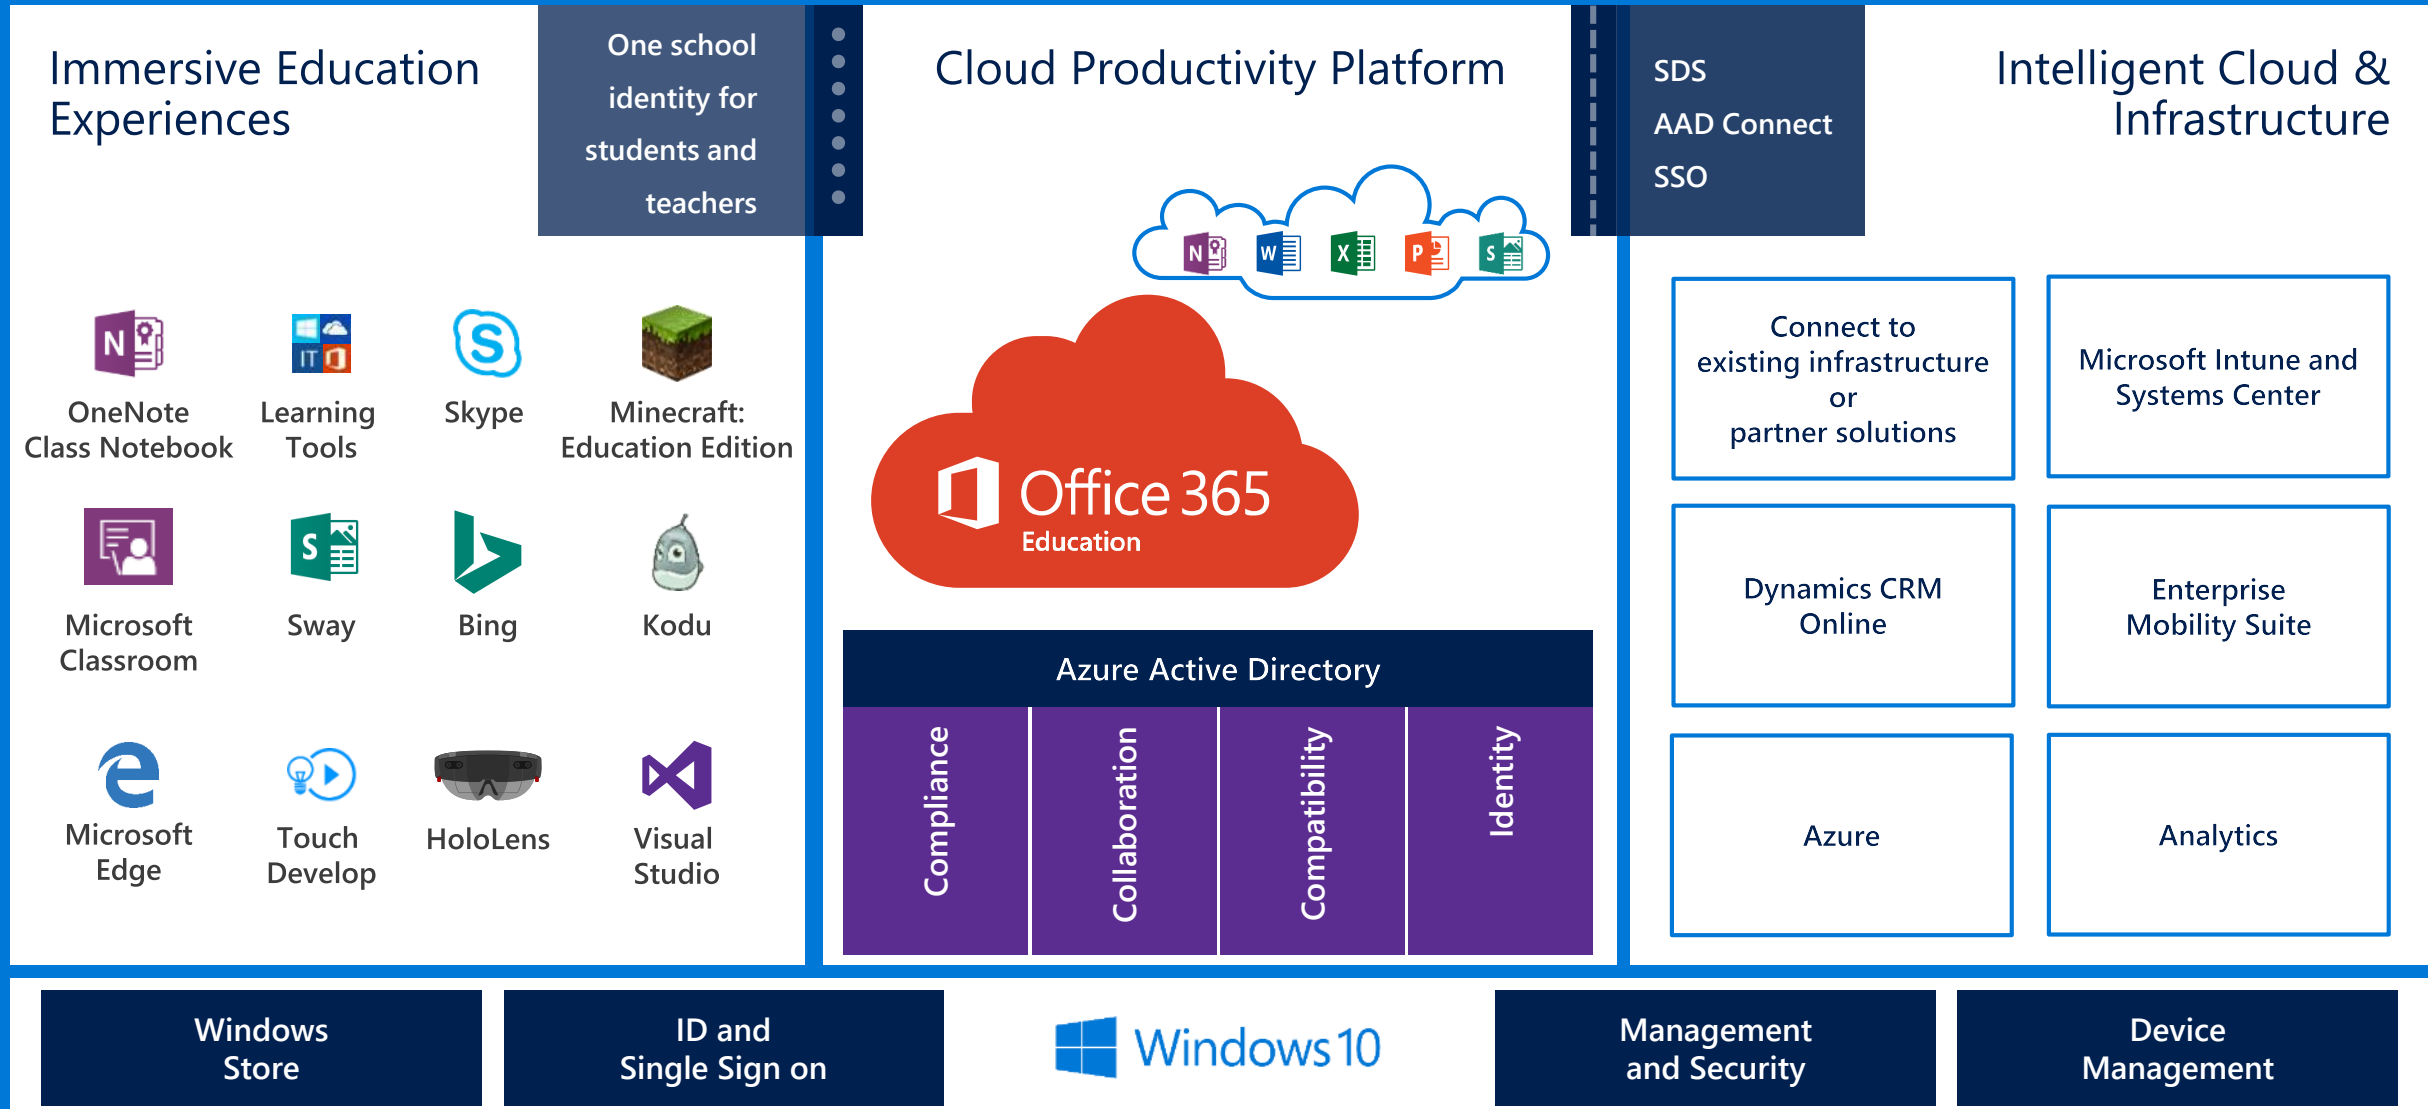 Immersive Education
Experiences
One school
identity for
students and
teachers
OneNote
Class Notebook
IT
Learning
Tools
Skype
Minecraft:
Education Edition
Microsoft
Classroom
Sway
Bing
Kodu
Microsoft
Edge
Touch
Develop
HoloLens
Visual
Studio
Cloud Productivity Platform
N
W
X
P
S
Office 365
Education
Azure Active Directory
Compliance
Collaboration
Compatibility
Identity
SDS
AAD Connect
SSO
Intelligent Cloud &
Infrastructure
Connect to
existing infrastructure
or
partner solutions
Microsoft Intune and
Systems Center
Dynamics CRM
Online
Enterprise
Mobility Suite
Azure
Analytics
Windows
Store
ID and
Single Sign on
Windows 10
Management
and Security
Device
Management